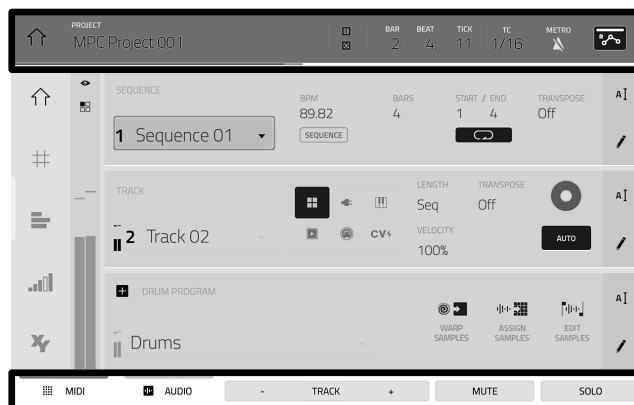 PROJECT
MPC Project 001
BAR BEAT TICK TC METRO
2: 4: 11 1/16
SEQUENCE
1 Sequence 01
BPM BARS START / END TRANSPOSE
89.82 4 1 4 Off
SEQUENCE
TRACK
2 Track 02
CV
LENGTH TRANSPOSE
Seq Off
VELOCITY
100%
AUTO
DRUM PROGRAM
Drums
WARP SAMPLES
ASSIGN SAMPLES
EDIT SAMPLES
A
A
A
XY
MIDI AUDIO - TRACK + MUTE SOLO